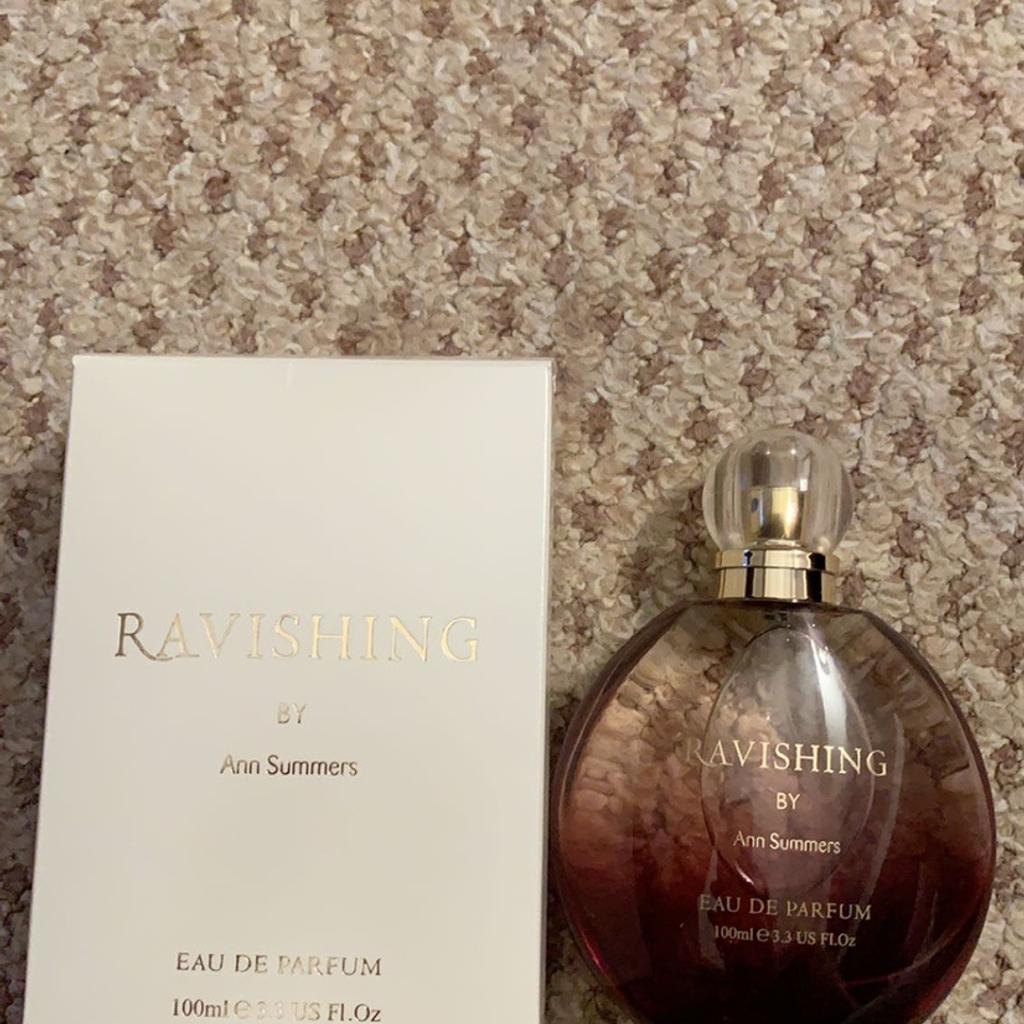 RAVISHING
BY
Ann Summers
EAU DE PARFUM
100ml ℮ 3.3 US Fl.Oz
RAVISHING
BY
Ann Summers
EAU DE PARFUM
100ml ℮ 3.3 US Fl.Oz